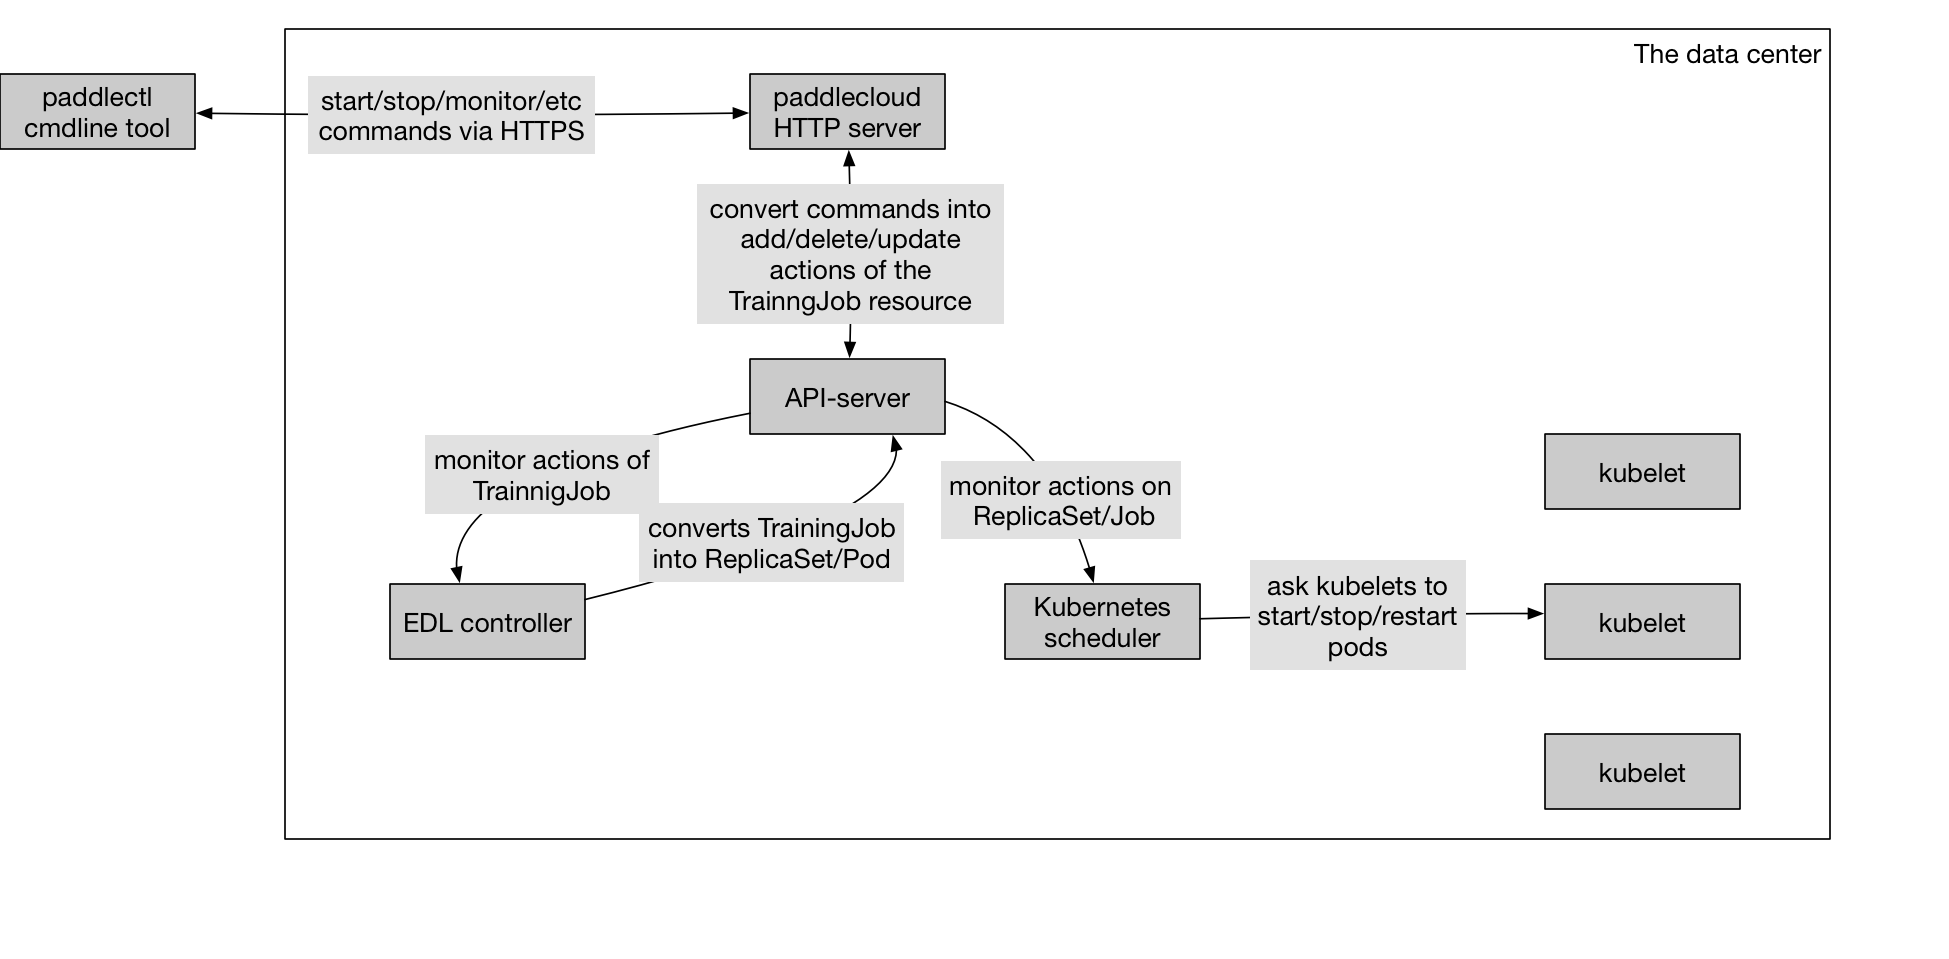 The data center
paddlectl
cmdline tool
start/stop/monitor/etc
commands via HTTPS
paddlecloud
HTTP server
convert commands into
add/delete/update
actions of the
TrainngJob resource
API-server
monitor actions of
TrainnigJob
converts TrainingJob
into ReplicaSet/Pod
monitor actions on
ReplicaSet/Job
EDL controller
Kubernetes
scheduler
ask kubelets to
start/stop/restart
pods
kubelet
kubelet
kubelet